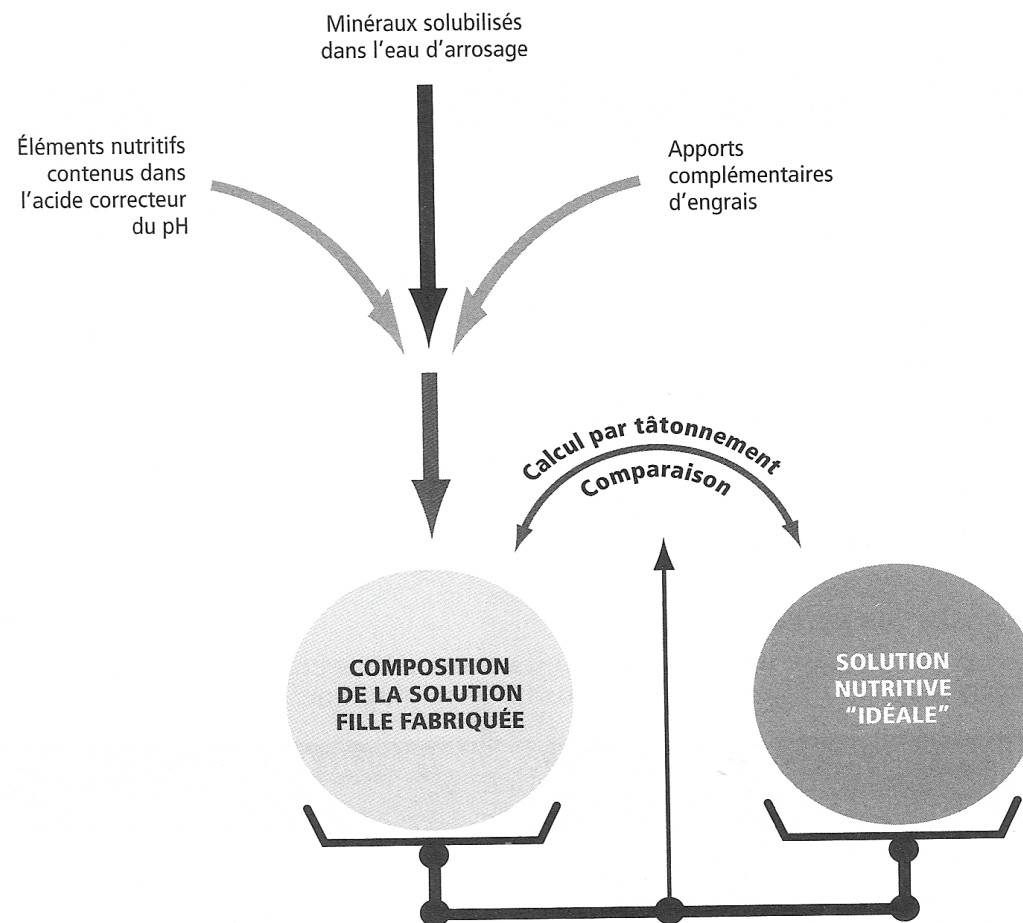 Minéraux solubilisés
dans l'eau d'arrosage
Éléments nutritifs
contenus dans
l'acide correcteur
du pH
Apports
complémentaires
d'engrais
Calcul par tâtonnement
Comparaison
COMPOSITION
DE LA SOLUTION
FILLE FABRIQUÉE
SOLUTION
NUTRITIVE
“IDÉALE”